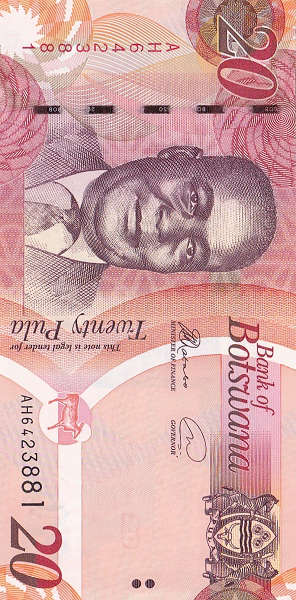 20
AH6423881
Bank of
Botswana
MINISTER OF FINANCE
GOVERNOR
This note is legal tender for
Twenty Pula
AH6423881
20